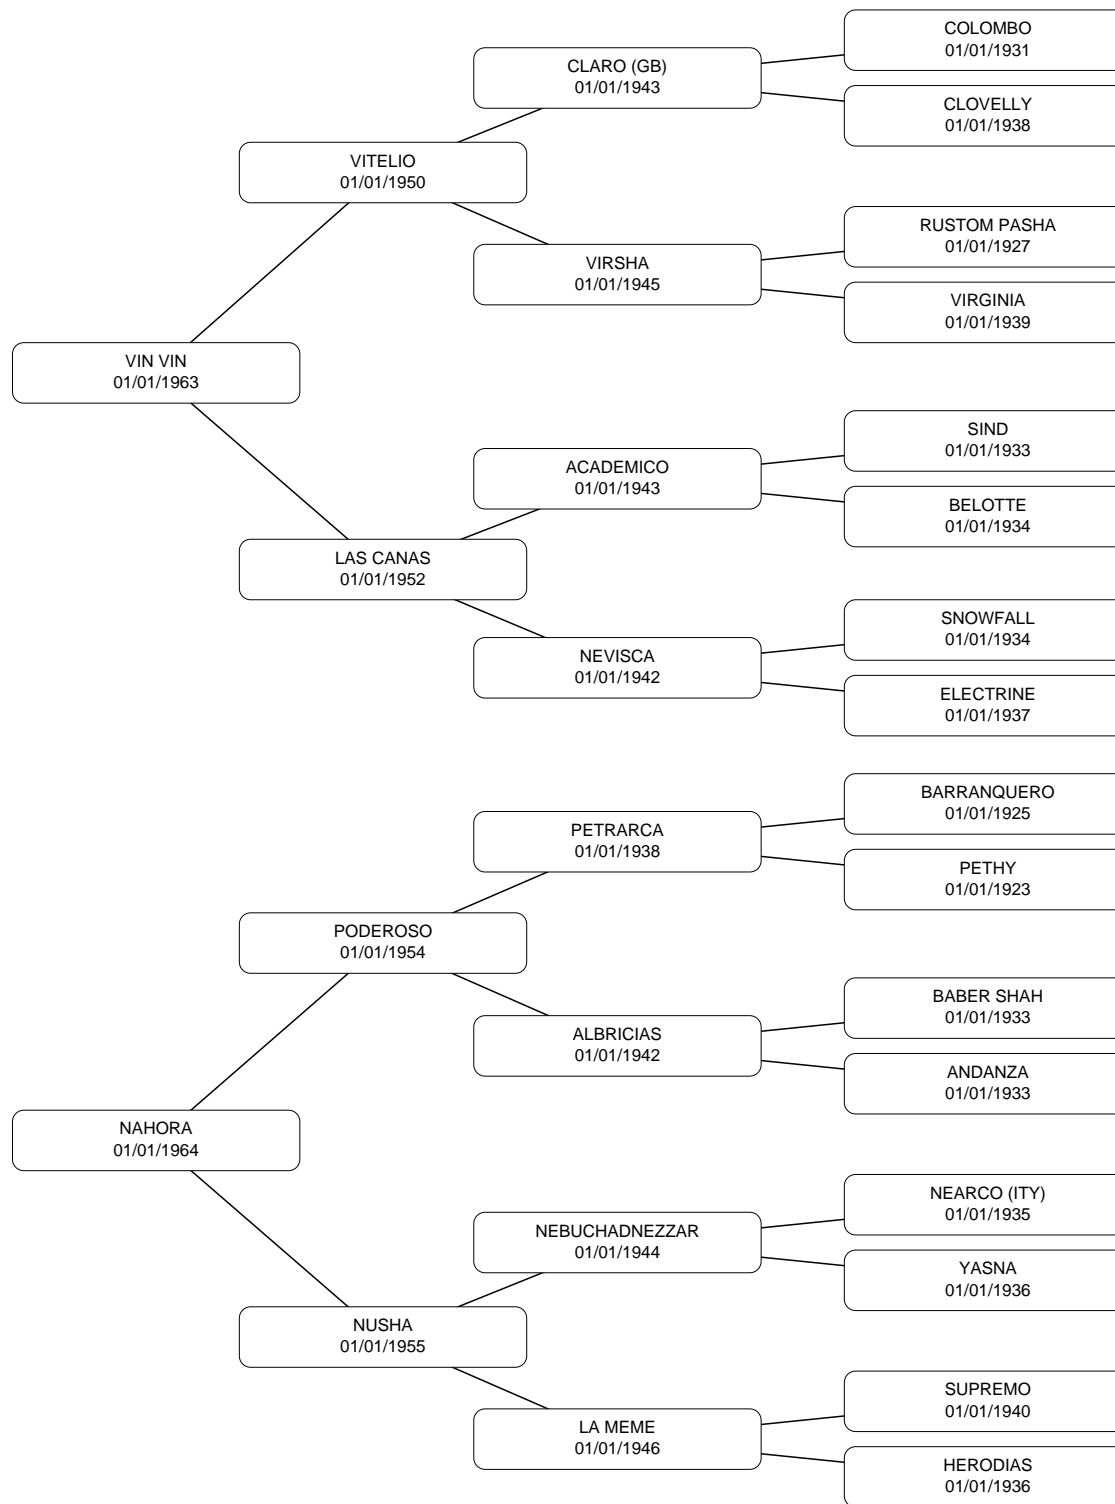 COLOMBO
01/01/1931
CLARO (GB)
01/01/1943
CLOVELLY
01/01/1938
VITELIO
01/01/1950
RUSTOM PASHA
01/01/1927
VIRSHA
01/01/1945
VIRGINIA
01/01/1939
VIN VIN
01/01/1963
SIND
01/01/1933
ACADEMICO
01/01/1943
BELOTTE
01/01/1934
LAS CANAS
01/01/1952
SNOWFALL
01/01/1934
NEVISCA
01/01/1942
ELECTRINE
01/01/1937
BARRANQUERO
01/01/1925
PETRARCA
01/01/1938
PETHY
01/01/1923
PODEROSO
01/01/1954
BABER SHAH
01/01/1933
ALBRICIAS
01/01/1942
ANDANZA
01/01/1933
NAHORA
01/01/1964
NEARCO (ITY)
01/01/1935
NEBUCHADNEZZAR
01/01/1944
YASNA
01/01/1936
NUSHA
01/01/1955
SUPREMO
01/01/1940
LA MEME
01/01/1946
HERODIAS
01/01/1936